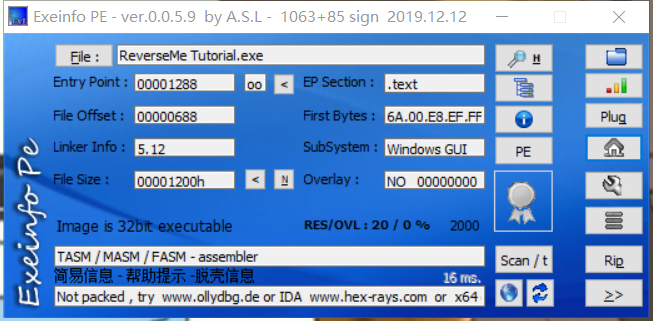 Exeinfo PE - ver.0.0.5.9 by A.S.L - 1063+85 sign 2019.12.12
File : ReverseMe Tutorial.exe H
Entry Point : 00001288 oo < EP Section : .text
File Offset : 00000688 First Bytes : 6A.00.E8.EF.FF Plug
Linker Info : 5.12 SubSystem : Windows GUI PE
File Size : 00001200h < N Overlay : NO 00000000
Image is 32bit executable RES/OVL : 20 / 0 % 2000
TASM / MASM / FASM - assembler Scan / t Rip
简易信息 - 帮助提示 - 脱壳信息 16 ms.
Not packed , try www.ollydbg.de or IDA www.hex-rays.com or x64 >>
Exeinfo Pe